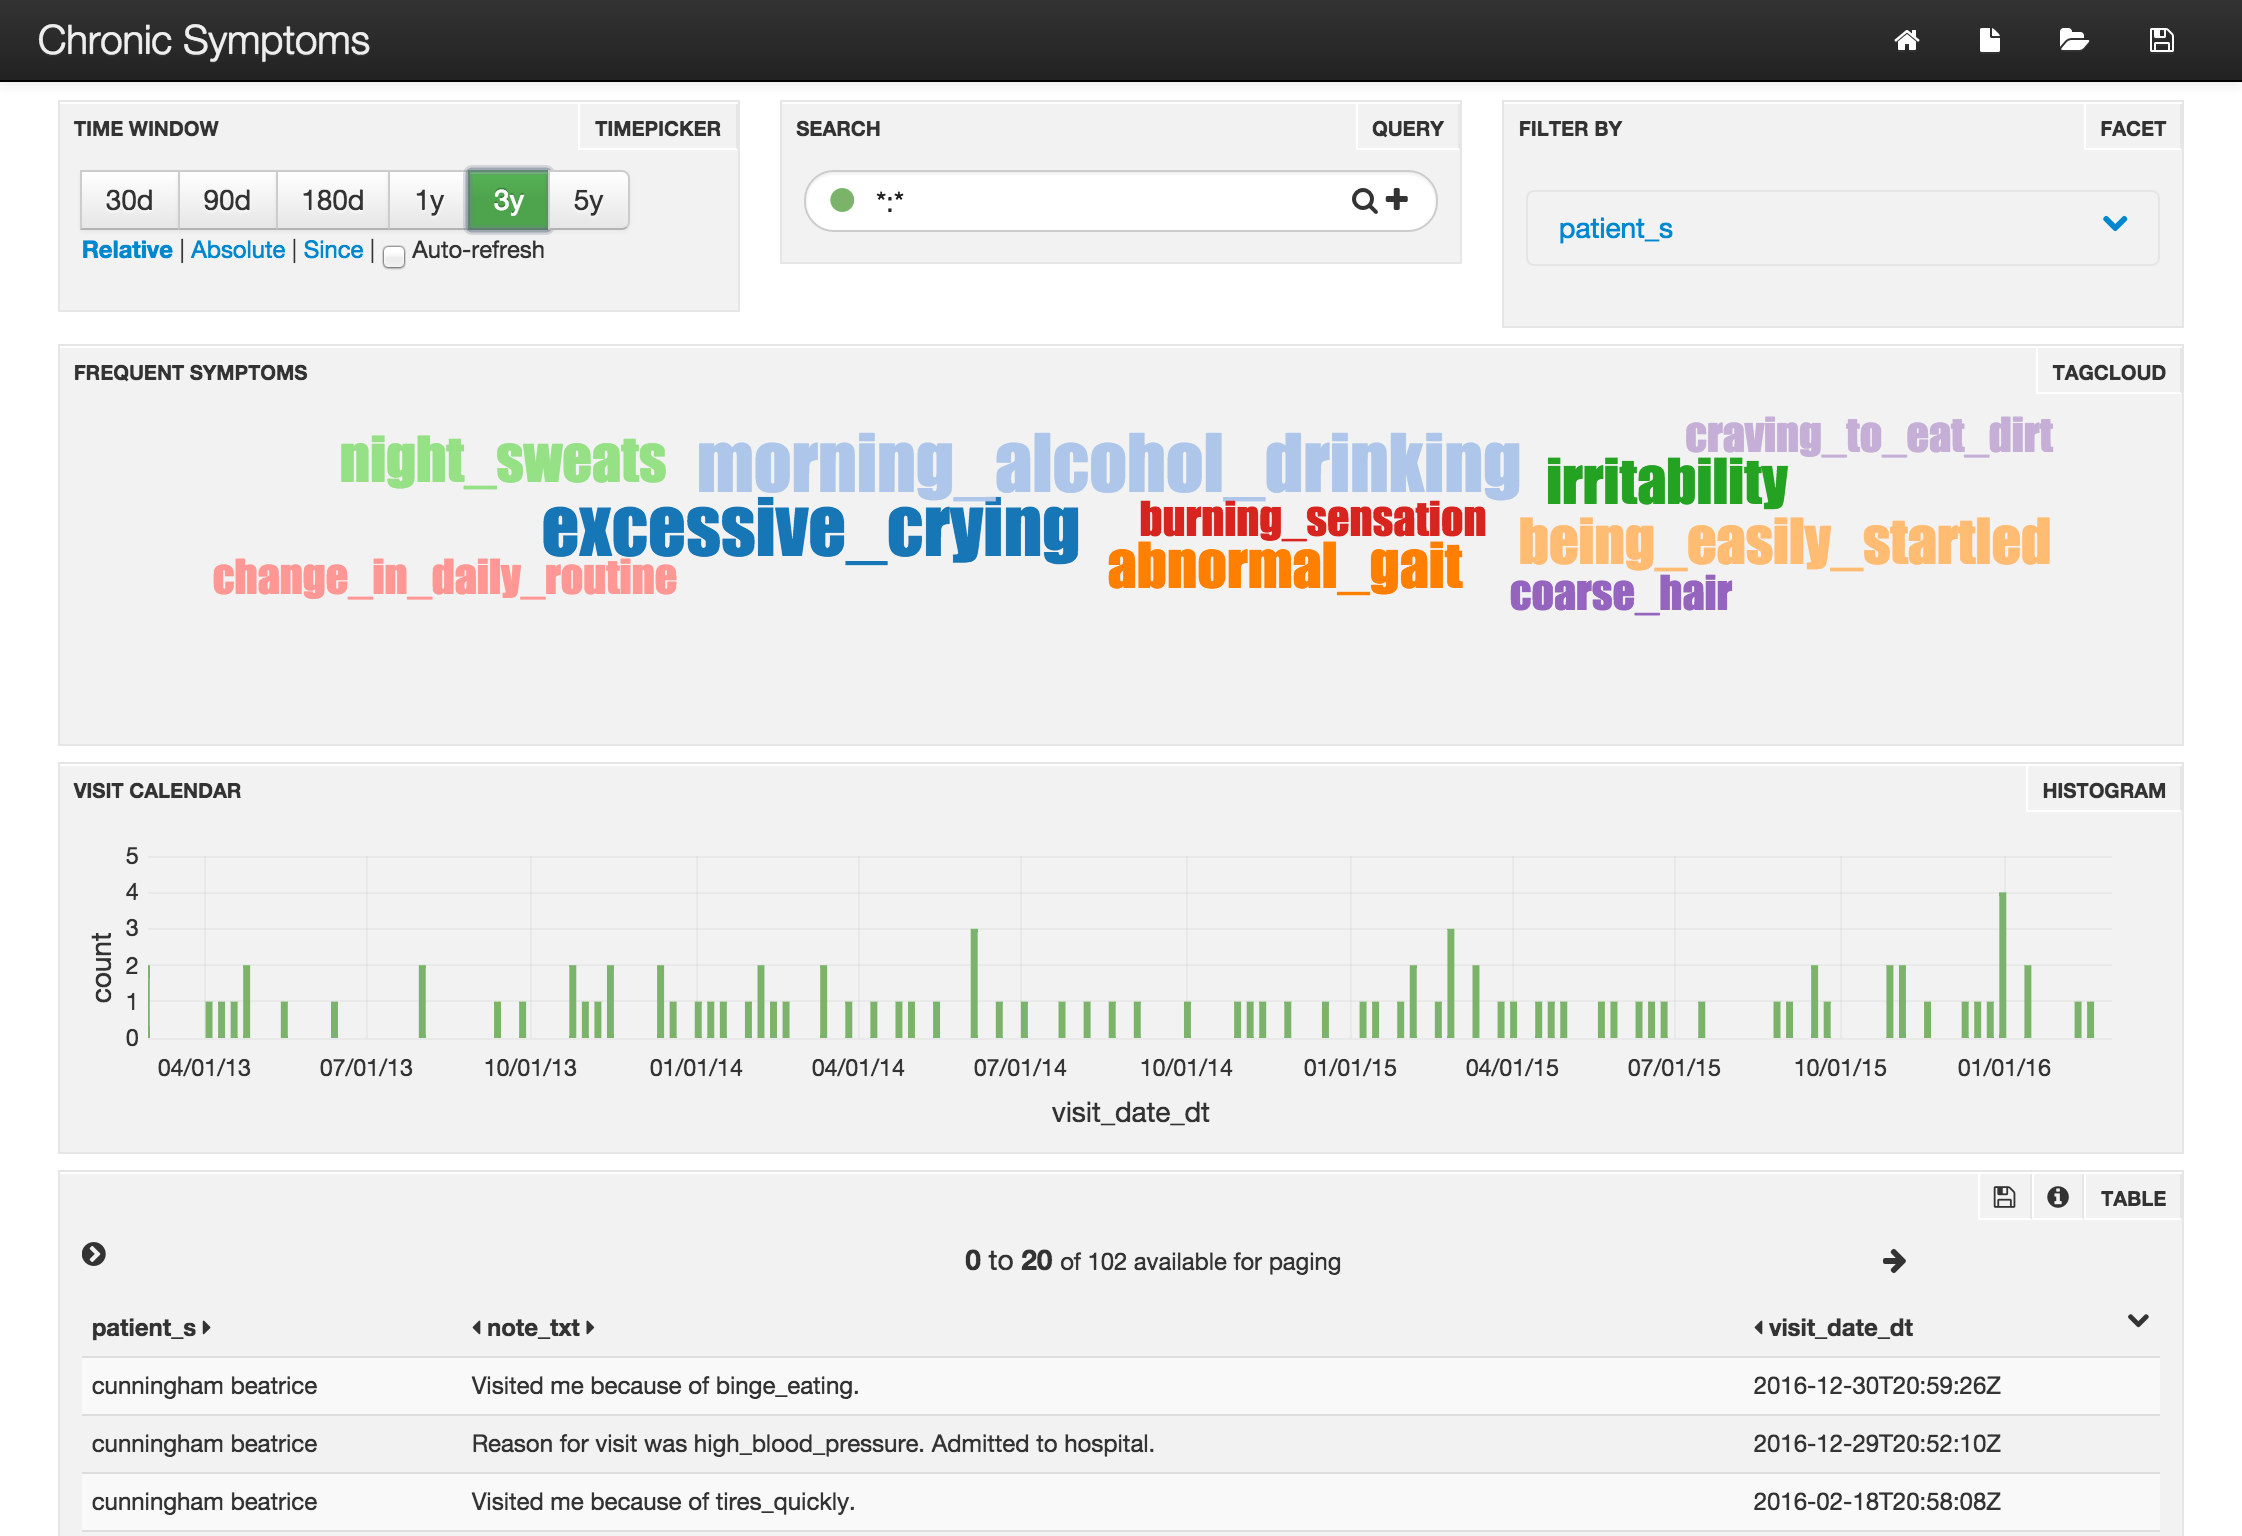 Chronic Symptoms
TIME WINDOW
TIMEPICKER
30d 90d 180d 1y 3y 5y
Relative | Absolute | Since | Auto-refresh
SEARCH
QUERY
*:*
FILTER BY
FACET
patient_s
FREQUENT SYMPTOMS
TAGCLOUD
craving_to_eat_dirt
night_sweats
morning_alcohol_drinking
irritability
excessive_crying
burning_sensation
being_easily_startled
change_in_daily_routine
abnormal_gait
coarse_hair
VISIT CALENDAR
HISTOGRAM
5
4
3
2
1
0
count
04/01/13 07/01/13 10/01/13 01/01/14 04/01/14 07/01/14 10/01/14 01/01/15 04/01/15 07/01/15 10/01/15 01/01/16
visit_date_dt
TABLE
0 to 20 of 102 available for paging
patient_s note_txt visit_date_dt
cunningham beatrice Visited me because of binge_eating. 2016-12-30T20:59:26Z
cunningham beatrice Reason for visit was high_blood_pressure. Admitted to hospital. 2016-12-29T20:52:10Z
cunningham beatrice Visited me because of tires_quickly. 2016-02-18T20:58:08Z